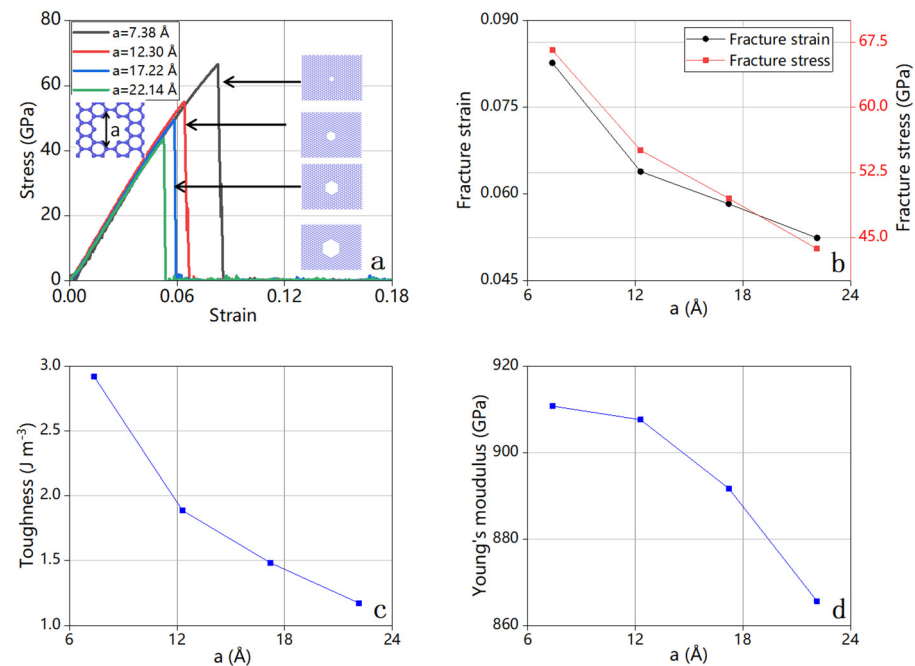 80
60
40
20
0
Stress (GPa)
a=7.38 Å
a=12.30 Å
a=17.22 Å
a=22.14 Å
a
a
0.00
0.06
0.12
0.18
Strain
0.090
0.075
0.060
0.045
Fracture strain
Fracture strain
Fracture stress
67.5
60.0
52.5
45.0
Fracture stress (GPa)
b
6
12
18
24
a (Å)
3.0
2.5
2.0
1.5
1.0
Toughness (J m⁻³)
c
6
12
18
24
a (Å)
920
900
880
860
Young's moudulus (GPa)
d
6
12
18
24
a (Å)